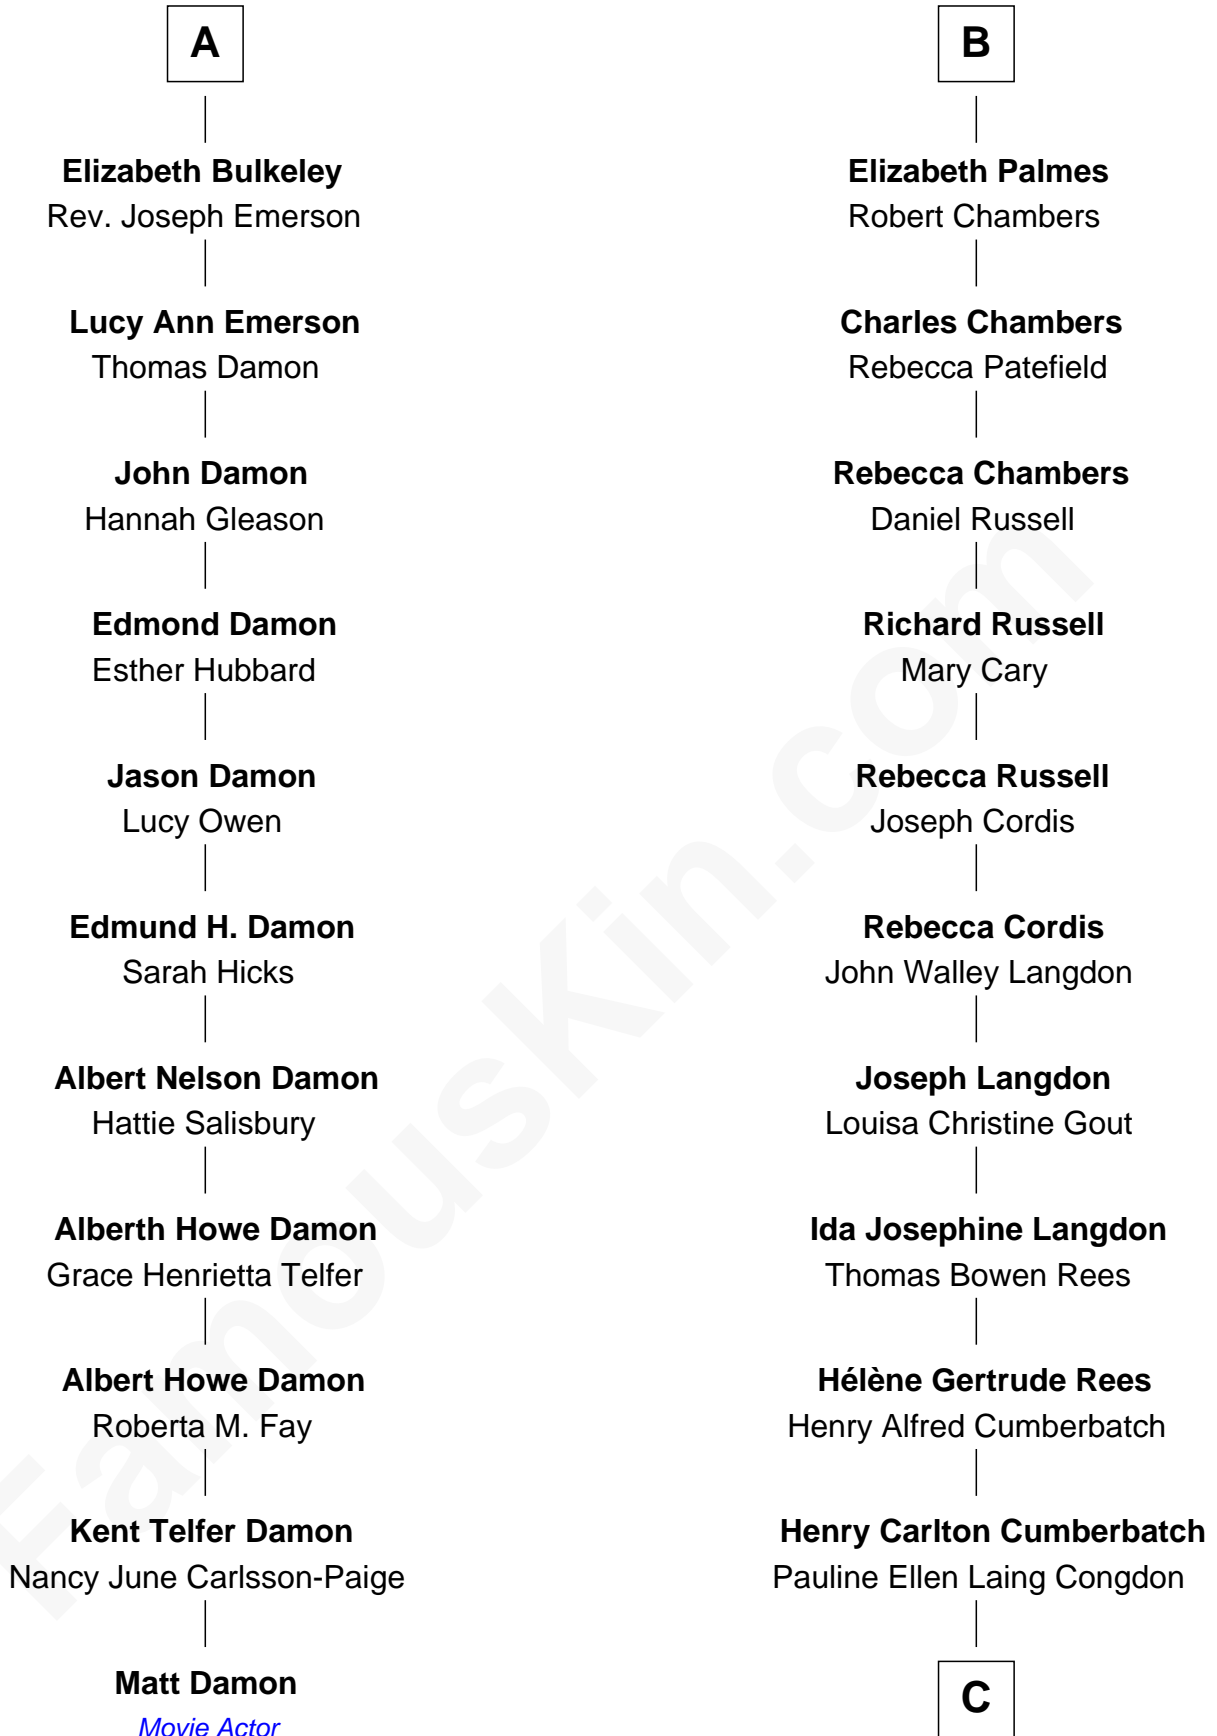 A
Elizabeth Bulkeley
Rev. Joseph Emerson
Lucy Ann Emerson
Thomas Damon
John Damon
Hannah Gleason
Edmond Damon
Esther Hubbard
Jason Damon
Lucy Owen
Edmund H. Damon
Sarah Hicks
Albert Nelson Damon
Hattie Salisbury
Alberth Howe Damon
Grace Henrietta Telfer
Albert Howe Damon
Roberta M. Fay
Kent Telfer Damon
Nancy June Carlsson-Paige
Matt Damon
Movie Actor
B
Elizabeth Palmes
Robert Chambers
Charles Chambers
Rebecca Patefield
Rebecca Chambers
Daniel Russell
Richard Russell
Mary Cary
Rebecca Russell
Joseph Cordis
Rebecca Cordis
John Walley Langdon
Joseph Langdon
Louisa Christine Gout
Ida Josephine Langdon
Thomas Bowen Rees
Hélène Gertrude Rees
Henry Alfred Cumberbatch
Henry Carlton Cumberbatch
Pauline Ellen Laing Congdon
C
FamousKin.com